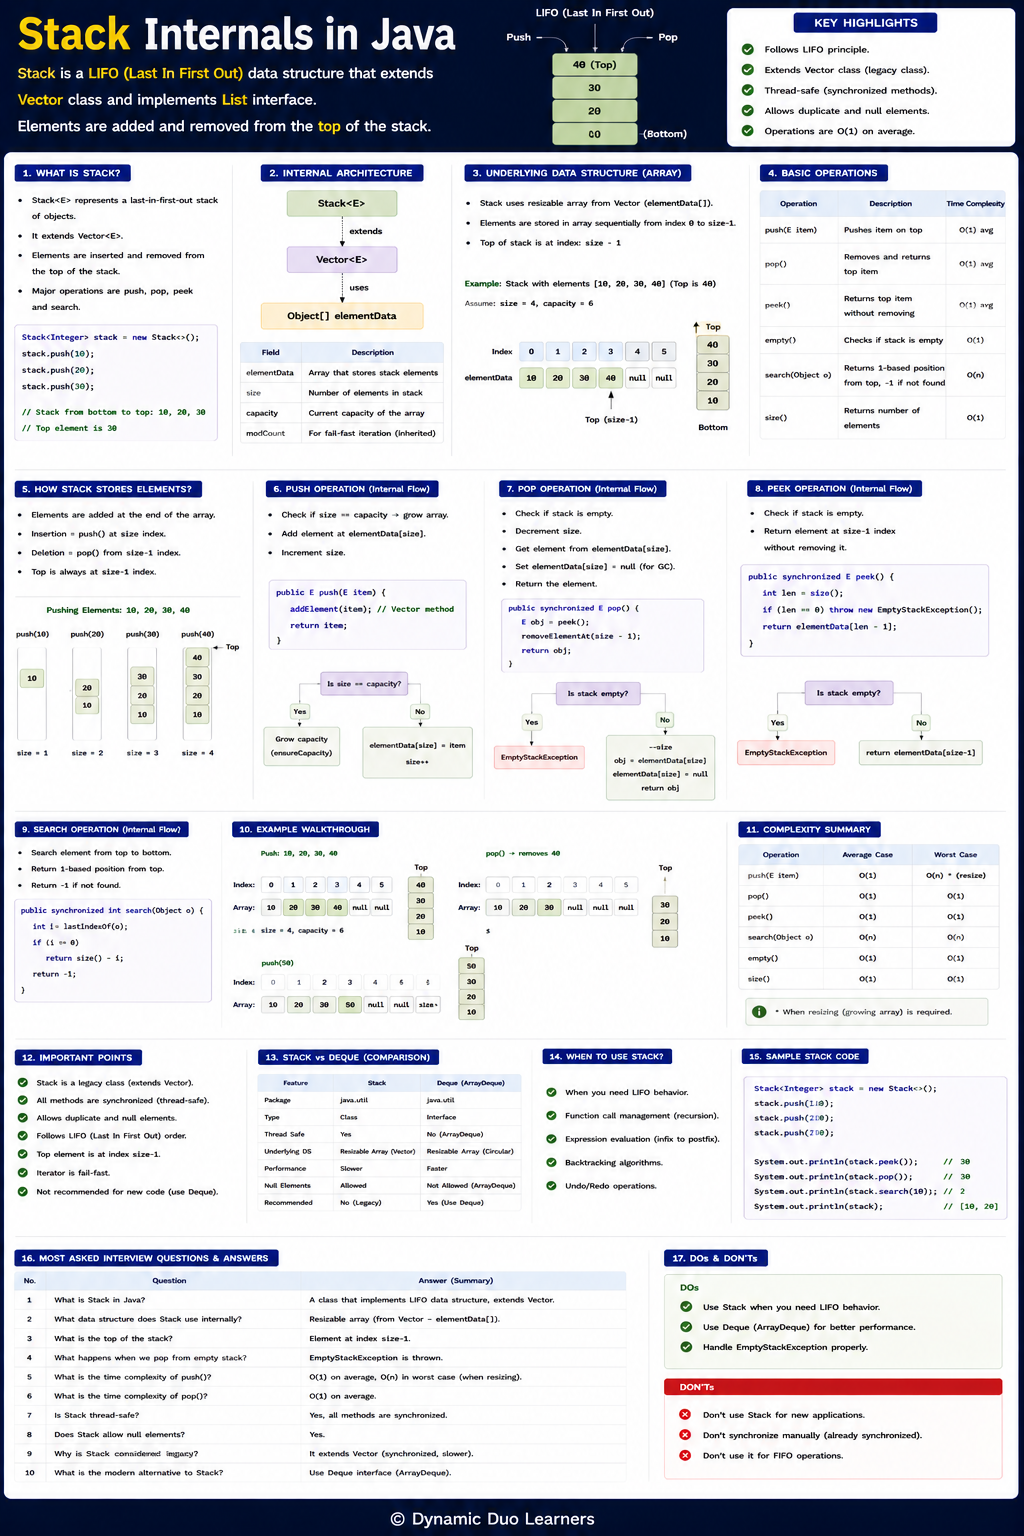 Stack Internals in Java
Stack is a LIFO (Last In First Out) data structure that extends
Vector class and implements List interface.
Elements are added and removed from the top of the stack.
LIFO (Last In First Out)
Push
Pop
40 (Top)
30
20
(Bottom)
KEY HIGHLIGHTS
Follows LIFO principle.
Extends Vector class (legacy class).
Thread-safe (synchronized methods).
Allows duplicate and null elements.
Operations are O(1) on average.
1. WHAT IS STACK?
• Stack<E> represents a last-in-first-out stack
of objects.
• It extends Vector<E>.
• Elements are inserted and removed from
the top of the stack.
• Major operations are push, pop, peek
and search.
Stack<Integer> stack = new Stack<>();
stack.push(10);
stack.push(20);
stack.push(30);
// Stack from bottom to top: 10, 20, 30
// Top element is 30
2. INTERNAL ARCHITECTURE
Stack<E>
extends
Vector<E>
uses
Object[] elementData
Field Description
elementData Array that stores stack elements
size Number of elements in stack
capacity Current capacity of the array
modCount For fail-fast iteration (inherited)
3. UNDERLYING DATA STRUCTURE (ARRAY)
• Stack uses resizable array from Vector (elementData[]).
• Elements are stored in array sequentially from index 0 to size-1.
• Top of stack is at index: size - 1
Example: Stack with elements [10, 20, 30, 40] (Top is 40)
Assume: size = 4, capacity = 6
Index 0 1 2 3 4 5
elementData 10 20 30 40 null null
Top (size-1)
Top
40
30
20
10
Bottom
4. BASIC OPERATIONS
Operation Description Time Complecity
push(E item) Pushes item on top O(1) avg
pop() Removes and returns top item O(1) avg
peek() Returns top item without removing O(1) avg
empty() Checks if stack is empty O(1)
search(Object o) Returns 1-based position from top, -1 if not found O(n)
size() Returns number of elements O(1)
5. HOW STACK STORES ELEMENTS?
• Elements are added at the end of the array.
• Insertion = push() at size index.
• Deletion = pop() from size-1 index.
• Top is always at size-1 index.
Pushing Elements: 10, 20, 30, 40
push(10) push(20) push(30) push(40)
Top
10
20
10
30
20
10
40
30
20
10
size = 1 size = 2 size = 3 size = 4
6. PUSH OPERATION (Internal Flow)
• Check if size == capacity → grow array.
• Add element at elementData[size].
• Increment size.
public E push(E item) {
addElement(item); // Vector method
return item;
}
Is size == capacity?
Yes
No
Grow capacity
(ensureCapacity)
elementData[size] = item
size++
7. POP OPERATION (Internal Flow)
• Check if stack is empty.
• Decrement size.
• Get element from elementData[size].
• Set elementData[size] = null (for GC).
• Return the element.
public synchronized E pop() {
E obj = peek();
removeElementAt(size - 1);
return obj;
}
Is stack empty?
Yes
No
EmptyStackException
--size
obj = elementData[size]
elementData[size] = null
return obj
8. PEEK OPERATION (Internal Flow)
• Check if stack is empty.
• Return element at size-1 index
without removing it.
public synchronized E peek() {
int len = size();
if (len == 0) throw new EmptyStackException();
return elementData[len - 1];
}
Is stack empty?
Yes
No
EmptyStackException
return elementData[size-1]
9. SEARCH OPERATION (Internal Flow)
• Search element from top to bottom.
• Return 1-based position from top.
• Return -1 if not found.
public synchronized int search(Object o) {
int i= lastIndexOf(o);
if (i == 0)
return size() - i;
return -1;
}
10. EXAMPLE WALKTHROUGH
Push: 10, 20, 30, 40
Index: 0 1 2 3 4 5
Array: 10 20 30 40 null null
size = 4, capacity = 6
Top
40
30
20
10
pop() → removes 40
Index: 0 1 2 3 4 5
Array: 10 20 30 null null null
Top
30
20
10
push(50)
Index: 0 1 2 3 4 5
Array: 10 20 30 50 null null
Top
50
30
20
10
11. COMPLEXITY SUMMARY
Operation Average Case Worst Case
push(E item) O(1) O(n) * (resize)
pop() O(1) O(1)
peek() O(1) O(1)
search(Object o) O(n) O(n)
empty() O(1) O(1)
size() O(1) O(1)
* When resizing (growing array) is required.
12. IMPORTANT POINTS
Stack is a legacy class (extends Vector).
All methods are synchronized (thread-safe).
Allows duplicate and null elements.
Follows LIFO (Last In First Out) order.
Top element is at index size-1.
Iterator is fail-fast.
Not recommended for new code (use Deque).
13. STACK vs DEQUE (COMPARISON)
Feature Stack Deque (ArrayDeque)
Package java.util java.util
Type Class Interface
Thread Safe Yes No (ArrayDeque)
Underlying DS Resizable Array (Vector) Resizable Array (Circular)
Performance Slower Faster
Null Elements Allowed Not Allowed (ArrayDeque)
Recommended No (Legacy) Yes (Use Deque)
14. WHEN TO USE STACK?
When you need LIFO behavior.
Function call management (recursion).
Expression evaluation (infix to postfix).
Backtracking algorithms.
Undo/Redo operations.
15. SAMPLE STACK CODE
Stack<Integer> stack = new Stack<>();
System.out.println(stack.peek()); // 30
System.out.println(stack.pop()); // 30
System.out.println(stack.search(10)); // 2
System.out.println(stack); // [10, 20]
16. MOST ASKED INTERVIEW QUESTIONS & ANSWERS
No. Question Answer (Summary)
1 What is Stack in Java? A class that implements LIFO data structure, extends Vector.
2 What data structure does Stack use internally? Resizable array (from Vector - elementData[]).
3 What is the top of the stack? Element at index size-1.
4 What happens when we pop from empty stack? EmptyStackException is thrown.
5 What is the time complexity of push()? O(1) on average, O(n) in worst case (when resizing).
6 What is the time complexity of pop()? O(1) on average.
7 Is Stack thread-safe? Yes, all methods are synchronized.
8 Does Stack allow null elements? Yes.
9 Why is Stack considered legacy? It extends Vector (synchronized, slower).
10 What is the modern alternative to Stack? Use Deque interface (ArrayDeque).
17. DOs & DON'Ts
DOs
Use Stack when you need LIFO behavior.
Use Deque (ArrayDeque) for better performance.
Handle EmptyStackException properly.
DON'Ts
Don't use Stack for new applications.
Don't synchronize manually (already synchronized).
Don't use it for FIFO operations.
© Dynamic Duo Learners